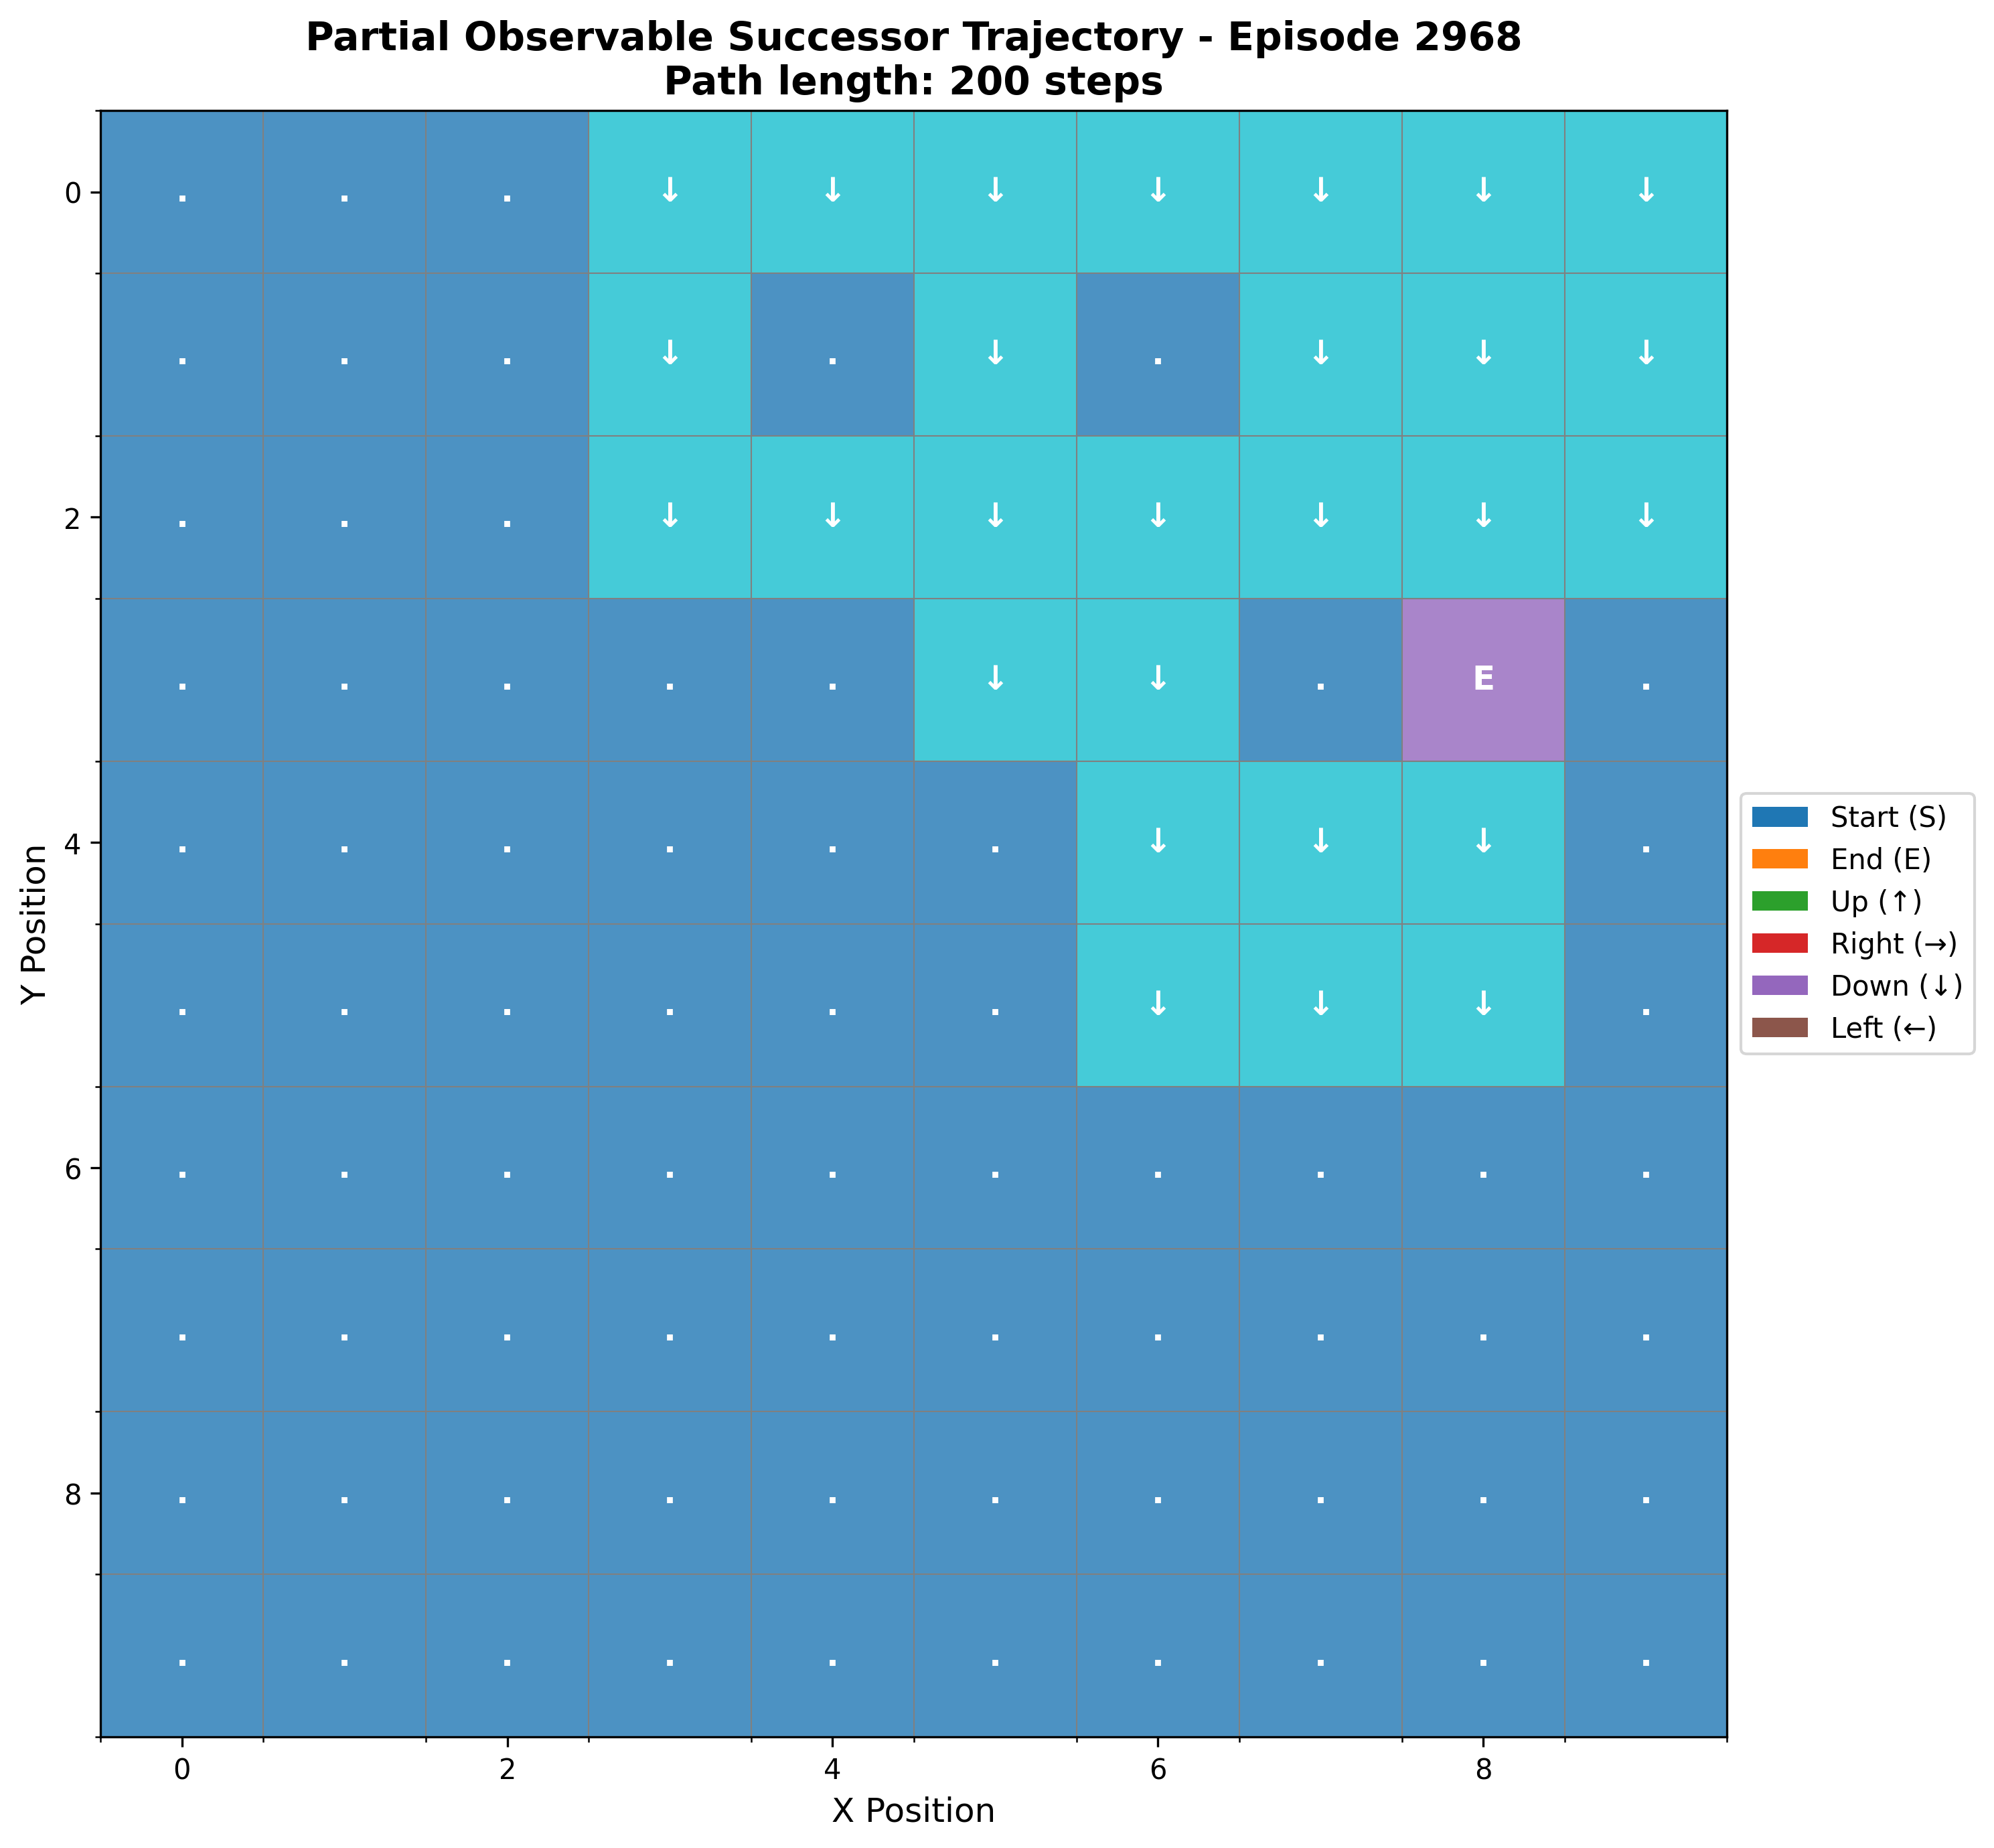 Partial Observable Successor Trajectory - Episode 2968
Path length: 200 steps
0 . . . ↓ ↓ ↓ ↓ ↓ ↓ ↓
. . . ↓ . ↓ . ↓ ↓ ↓
2 . . . ↓ ↓ ↓ ↓ ↓ ↓ ↓
. . . . . ↓ ↓ . E .
4 . . . . . . ↓ ↓ ↓ .
. . . . . . ↓ ↓ ↓ .
6 . . . . . . . . . .
. . . . . . . . . .
8 . . . . . . . . . .
. . . . . . . . . .
0 2 4 6 8
X Position
Y Position
Start (S)
End (E)
Up (↑)
Right (→)
Down (↓)
Left (←)